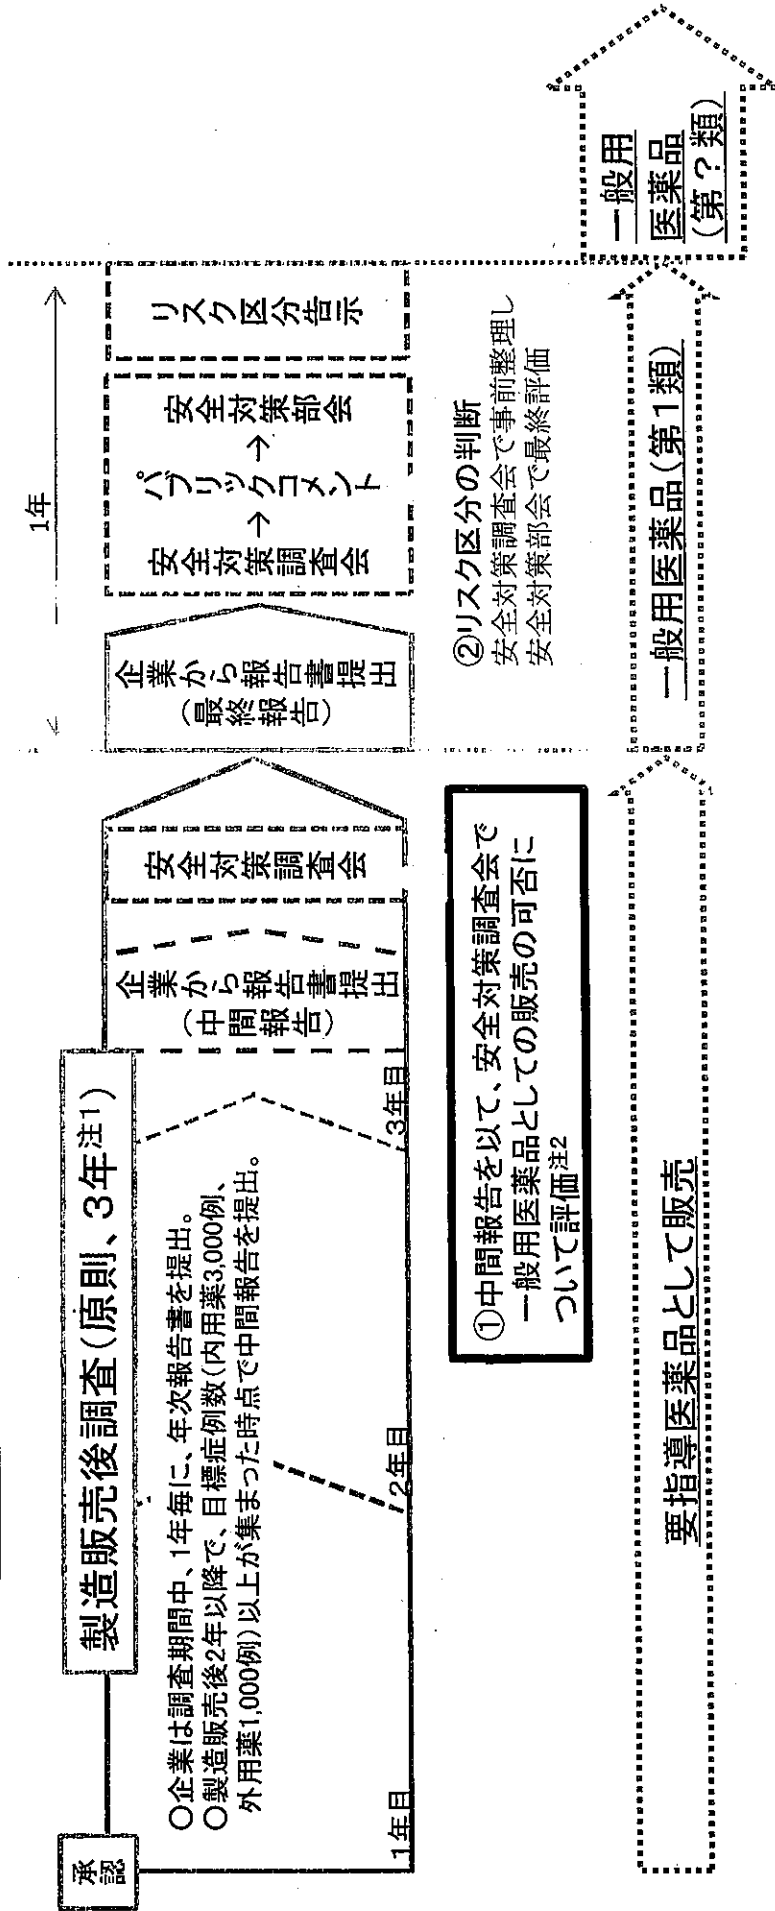 承認
製造販売後調査(原則、3年注1)
○企業は調査期間中、1年毎に、年次報告書を提出。
○製造販売後2年以降で、目標症例数(内用薬3,000例、
外用薬1,000例)以上が集まった時点で中間報告を提出。
1年目
2年目
3年目
企業から報告書提出
(中間報告)
安全対策調査会
1年
企業から報告書提出
(最終報告)
安全対策調査会
→
パブリックコメント
→
安全対策部会
リスク区分告示
①中間報告を以て、安全対策調査会で
一般用医薬品としての販売の可否に
ついて評価注2
②リスク区分の判断
安全対策調査会で事前整理し
安全対策部会で最終評価
要指導医薬品として販売
一般用医薬品(第1類)
一般用
医薬品
(第?類)